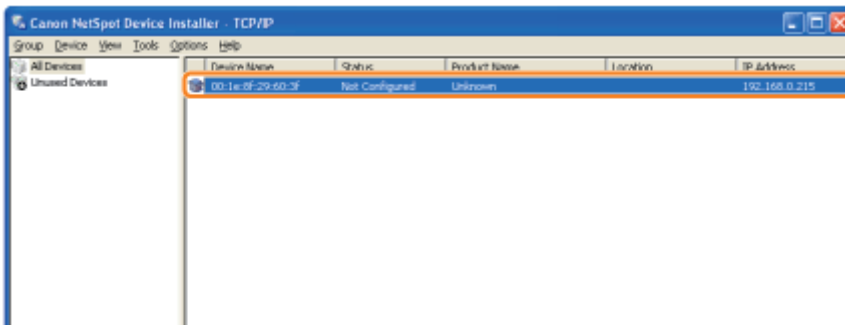 Canon NetSpot Device Installer - TCP/IP
Group Device View Tools Options Help
All Devices
Unused Devices
Device Name Status Product Name Location IP Address
00:1e:8f:29:60:3f Not Configured Unknown 192.168.0.215